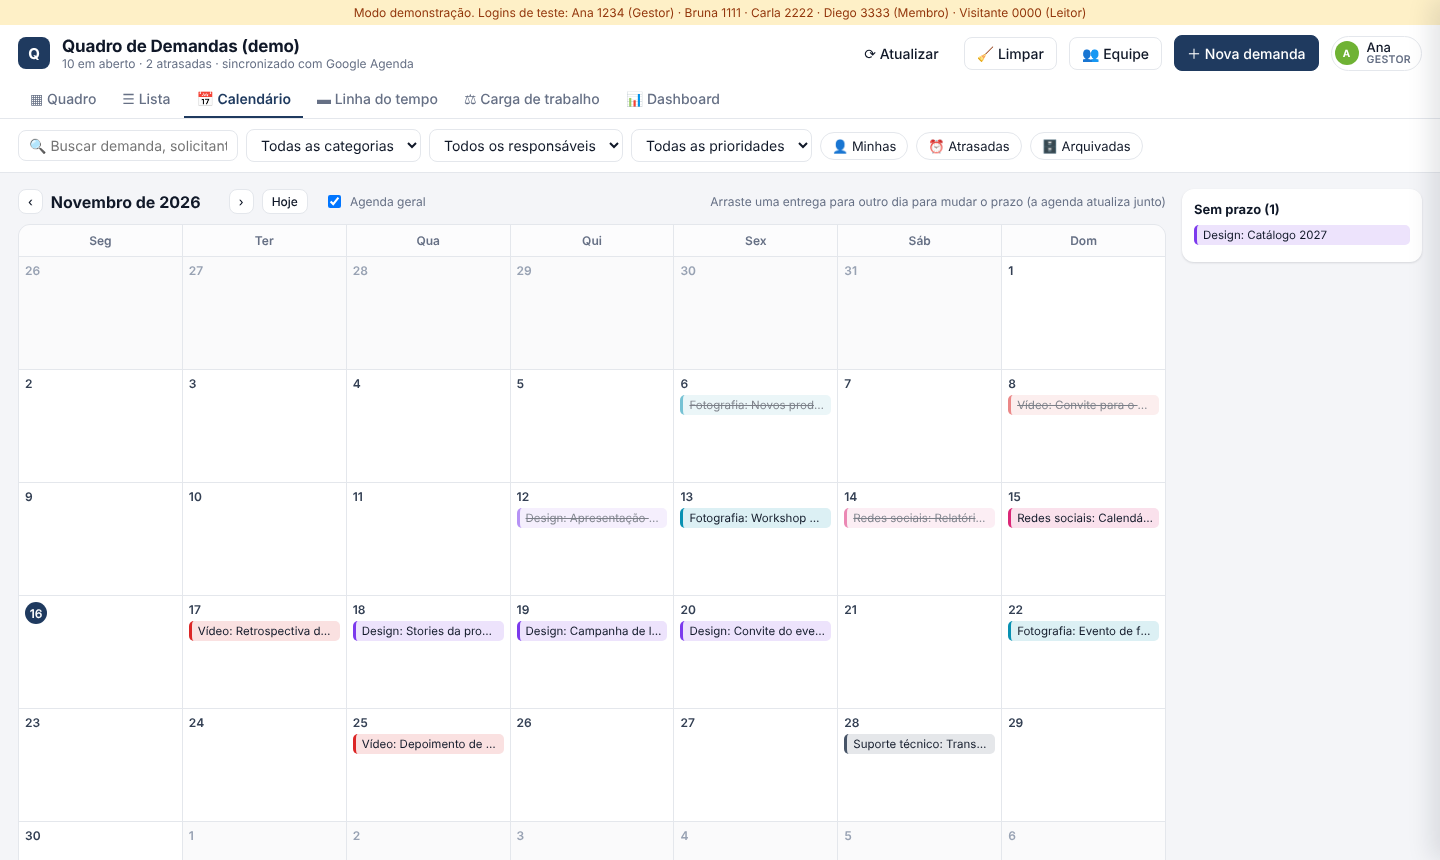 Modo demonstração. Logins de teste: Ana 1234 (Gestor) · Bruna 1111 · Carla 2222 · Diego 3333 (Membro) · Visitante 0000 (Leitor)
Q
Quadro de Demandas (demo)
10 em aberto · 2 atrasadas · sincronizado com Google Agenda
⟳ Atualizar
🧹 Limpar
👥 Equipe
+ Nova demanda
A
Ana
GESTOR
▦ Quadro
☰ Lista
📅 Calendário
▬ Linha do tempo
⚖ Carga de trabalho
📊 Dashboard
🔍 Buscar demanda, solicitant
Todas as categorias
Todos os responsáveis
Todas as prioridades
👤 Minhas
⏰ Atrasadas
🗄️ Arquivadas
‹
Novembro de 2026
›
Hoje
Agenda geral
Arraste uma entrega para outro dia para mudar o prazo (a agenda atualiza junto)
Seg Ter Qua Qui Sex Sáb Dom
26 27 28 29 30 31 1
2 3 4 5 6 7 8
Fotografia: Novos prod…
Vídeo: Convite para o …
9 10 11 12 13 14 15
Design: Apresentação …
Fotografia: Workshop …
Redes sociais: Relatóri…
Redes sociais: Calendá…
16 17 18 19 20 21 22
Vídeo: Retrospectiva d…
Design: Stories da pro…
Design: Campanha de l…
Design: Convite do eve…
Fotografia: Evento de f…
23 24 25 26 27 28 29
Vídeo: Depoimento de …
Suporte técnico: Trans…
30 1 2 3 4 5 6
Sem prazo (1)
Design: Catálogo 2027